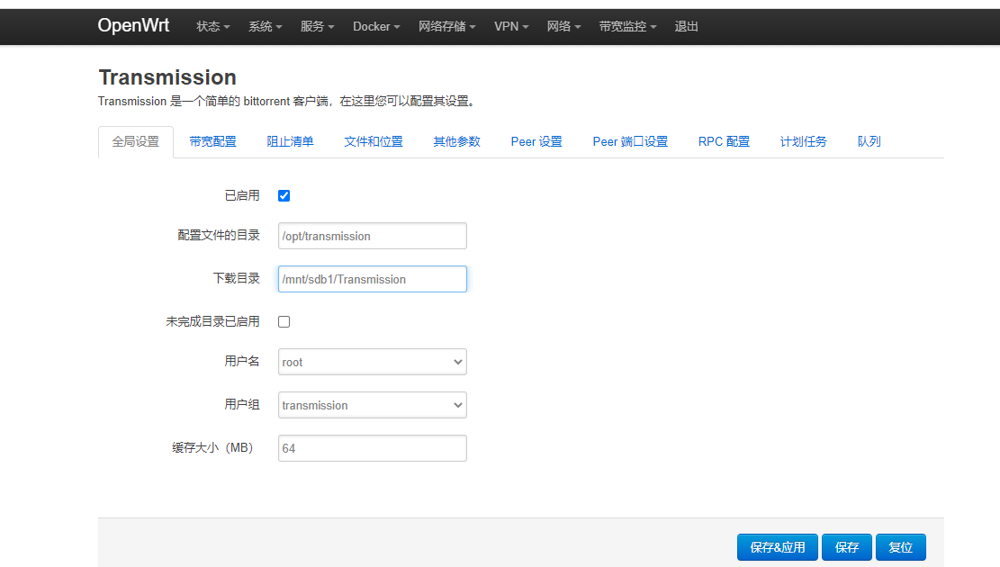 OpenWrt 状态 系统 服务 Docker 网络存储 VPN 网络 带宽监控 退出
Transmission
Transmission 是一个简单的 bittorrent 客户端，在这里您可以配置其设置。
全局设置 带宽配置 阻止清单 文件和位置 其他参数 Peer 设置 Peer 端口设置 RPC 配置 计划任务 队列
已启用
配置文件的目录 /opt/transmission
下载目录 /mnt/sdb1/Transmission
未完成目录已启用
用户名 root
用户组 transmission
缓存大小（MB） 64
保存&应用 保存 复位